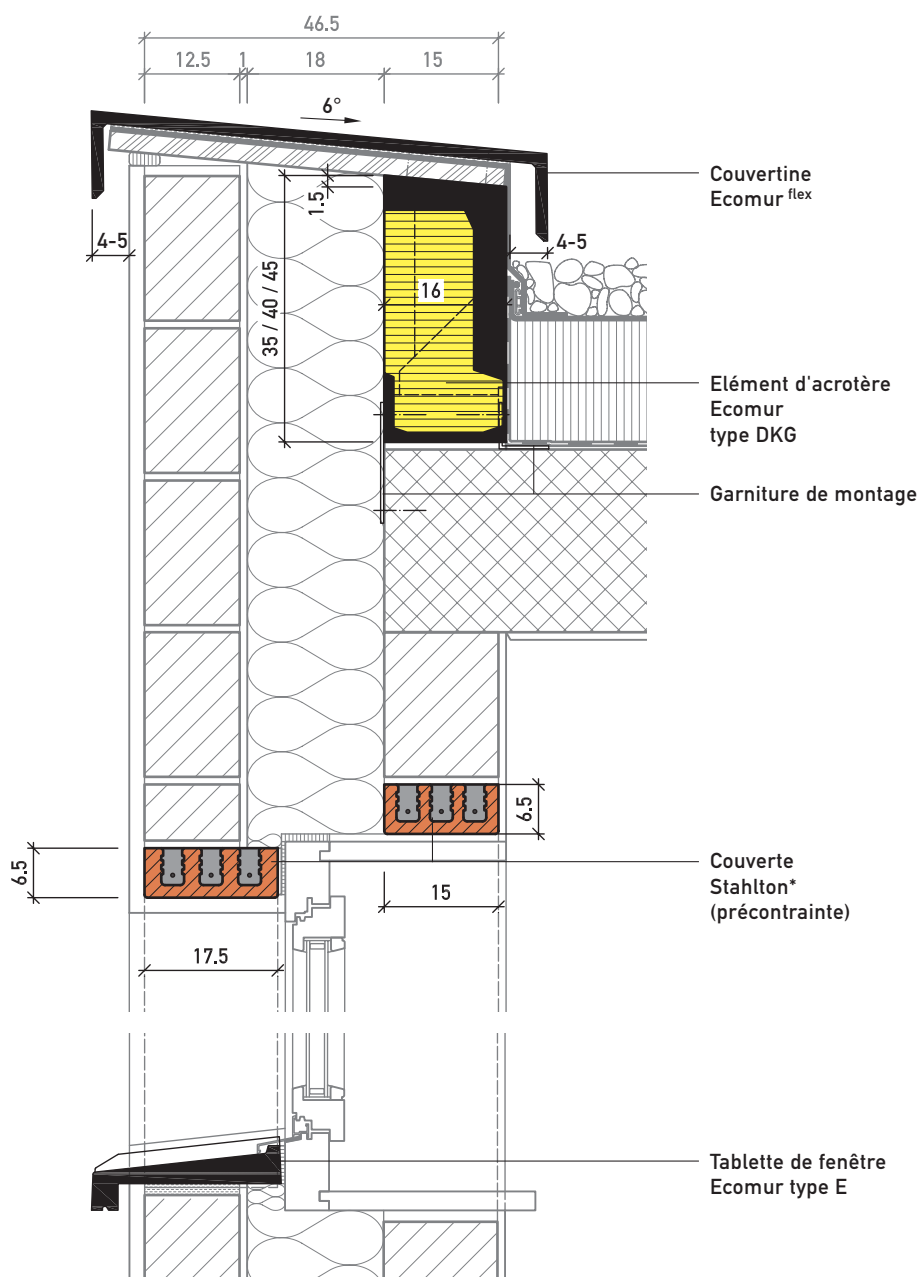 46.5
12.5 1 18 15
6°
Couvertine
Ecomur flex
1.5
4-5
4-5
16
35 / 40 / 45
Elément d'acrotère
Ecomur
type DKG
Garniture de montage
6.5
6.5
Couverte
Stahlton*
(précontrainte)
15
17.5
Tablette de fenêtre
Ecomur type E